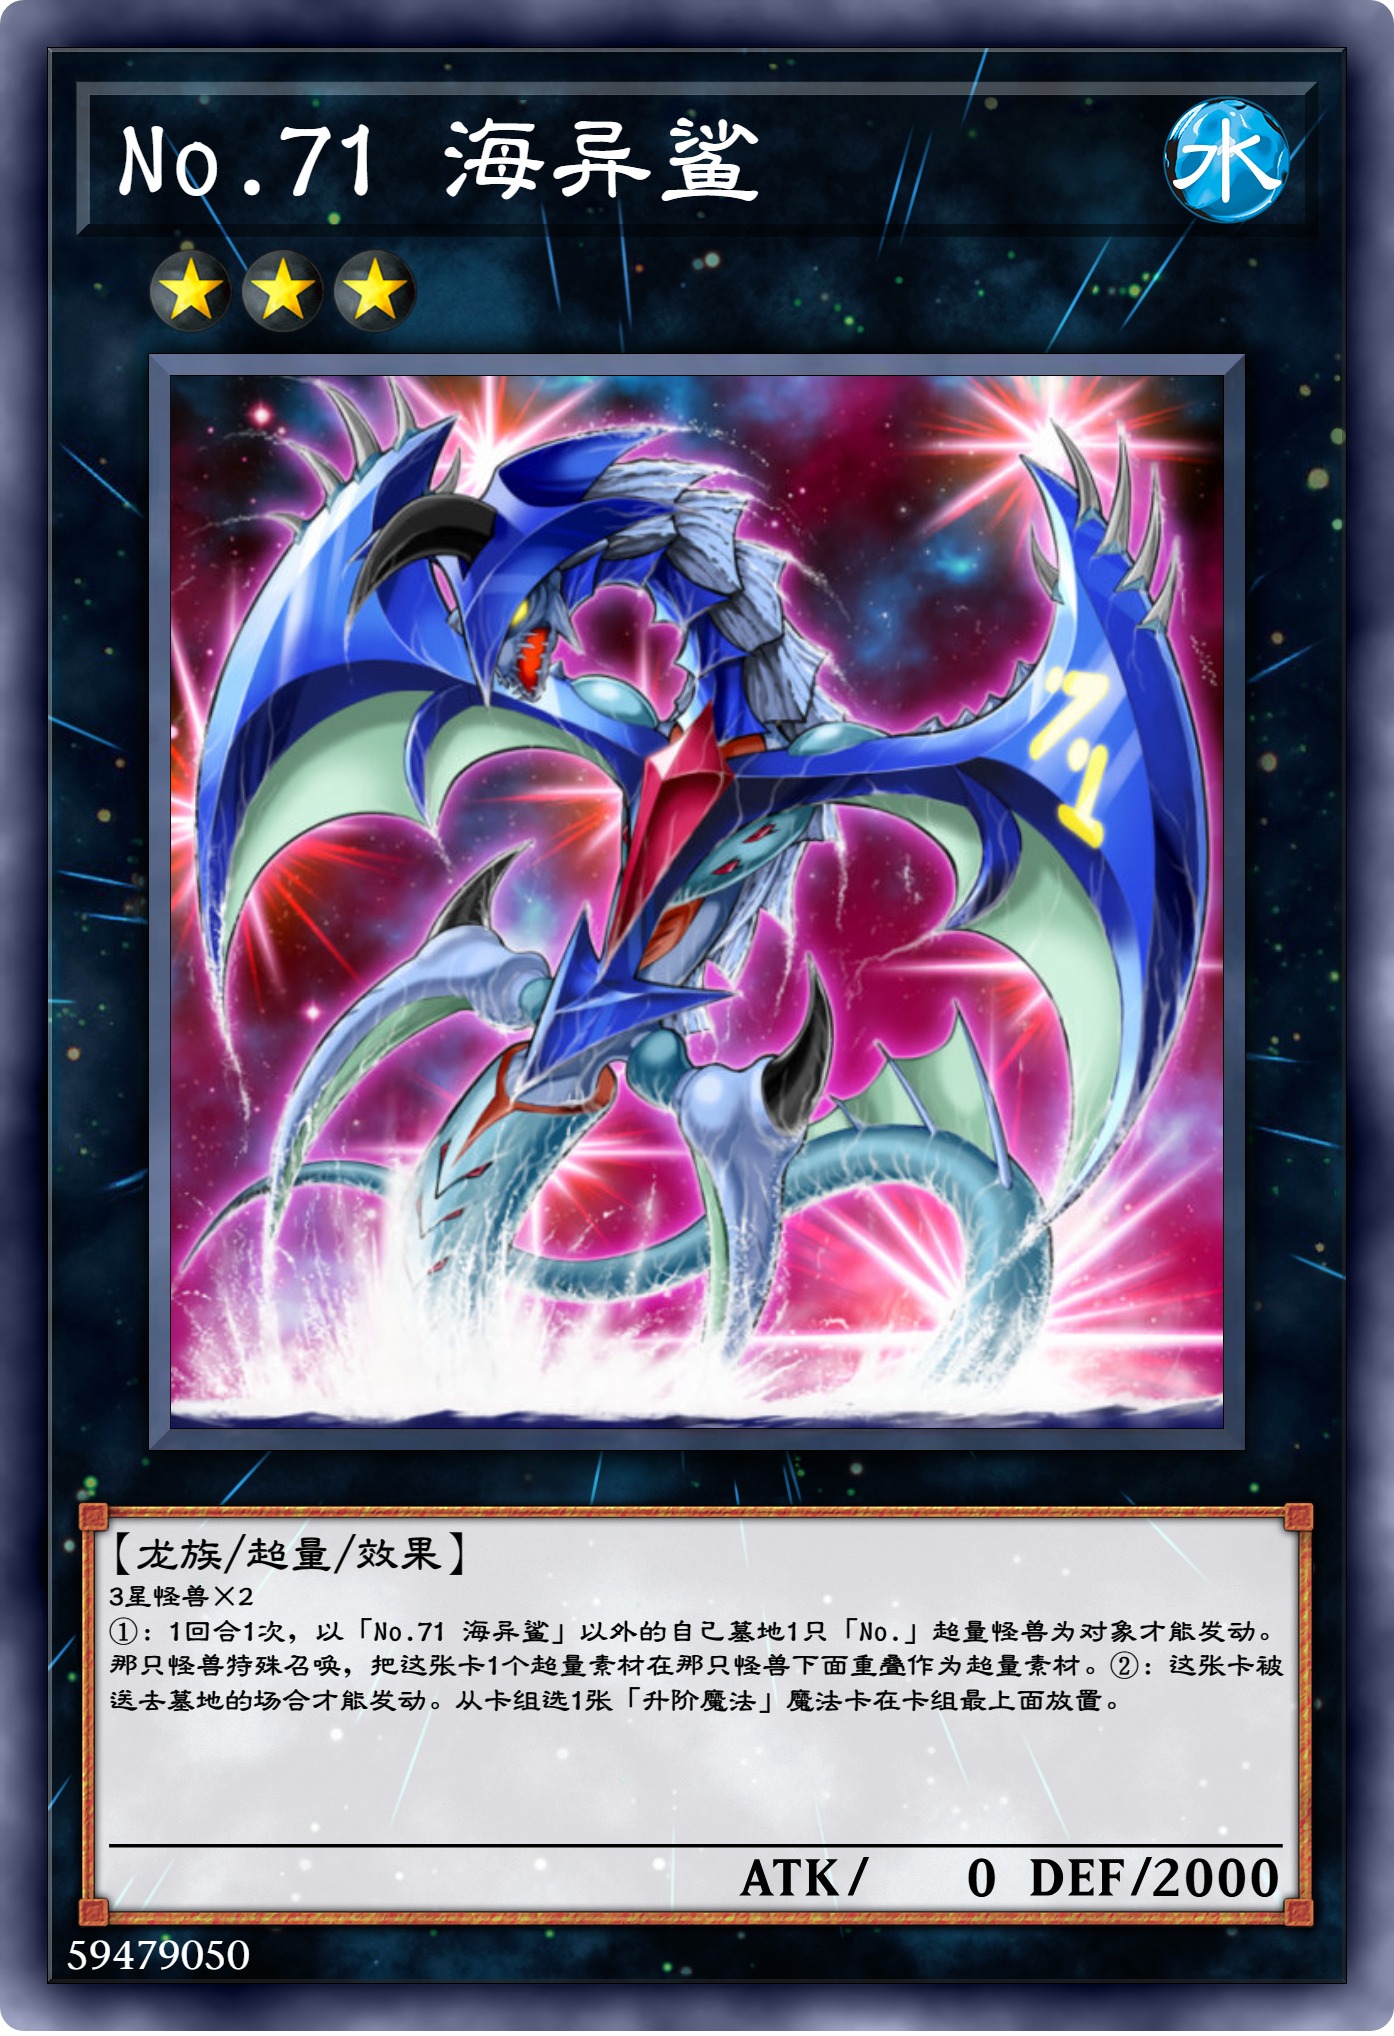 No.71 海异鲨
水
7.1
【龙族/超量/效果】
3星怪兽×2
①：1回合1次，以「No.71 海异鲨」以外的自己墓地1只「No.」超量怪兽为对象才能发动。
那只怪兽特殊召唤，把这张卡1个超量素材在那只怪兽下面重叠作为超量素材。②：这张卡被
送去墓地的场合才能发动。从卡组选1张「升阶魔法」魔法卡在卡组最上面放置。
ATK/ 0 DEF/2000
59479050